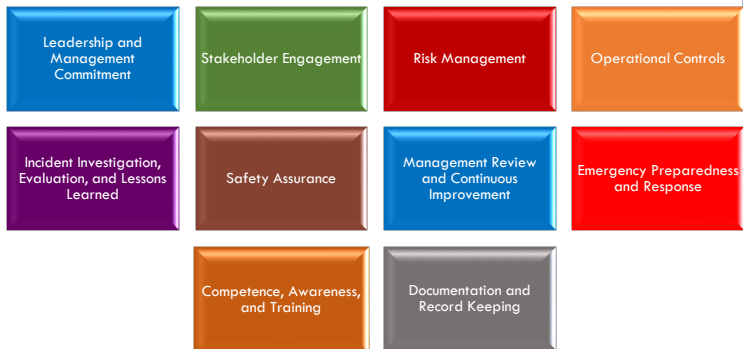 Leadership and
Management
Commitment
Stakeholder Engagement
Risk Management
Operational Controls
Incident Investigation,
Evaluation, and Lessons
Learned
Safety Assurance
Management Review
and Continuous
Improvement
Emergency Preparedness
and Response
Competence, Awareness,
and Training
Documentation and
Record Keeping